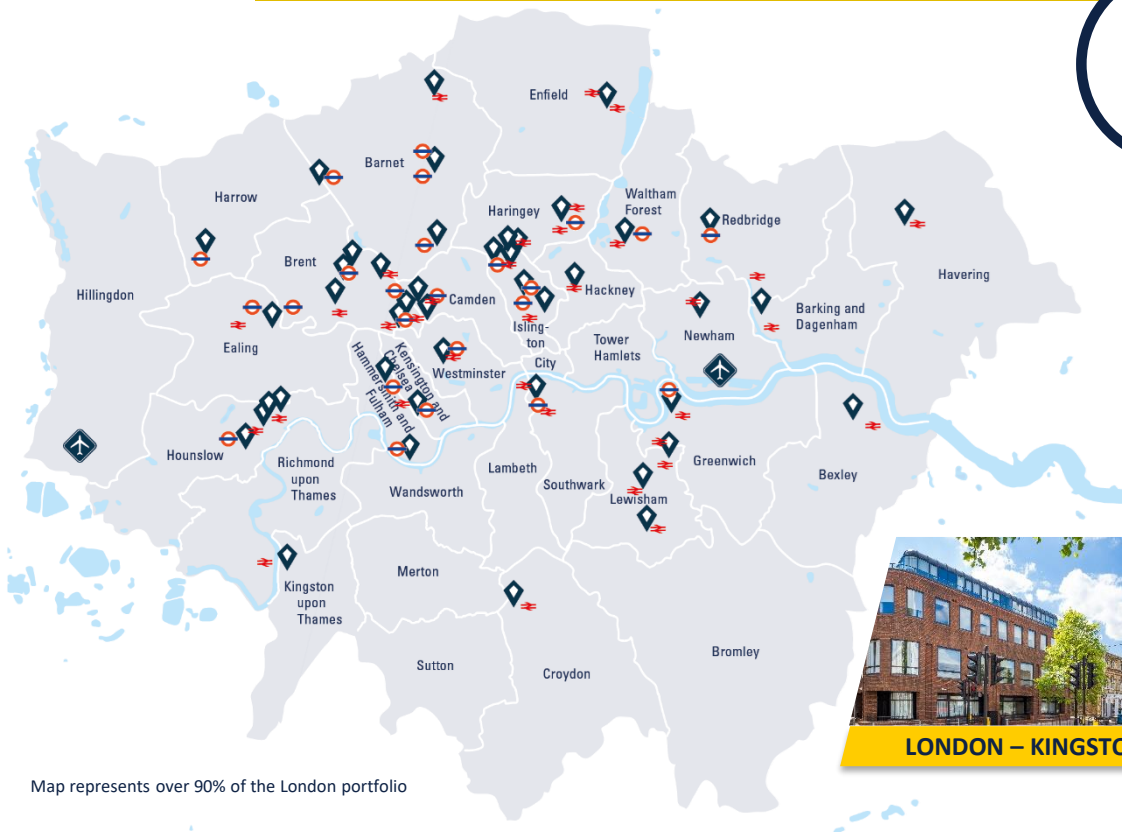 Enfield
Barnet
Harrow
Haringey
Waltham
Forest
Redbridge
Brent
Havering
Hillingdon
Camden
Hackney
Barking and
Dagenham
Isling-
ton
Newham
Ealing
Tower
Hamlets
City
Westminster
Kensington and
Chelsea
Hammersmith and
Fulham
Hounslow
Richmond
upon
Thames
Lambeth
Greenwich
Wandsworth
Southwark
Bexley
Lewisham
Merton
Kingston
upon
Thames
Bromley
Sutton
Croydon
LONDON – KINGSTO
Map represents over 90% of the London portfolio